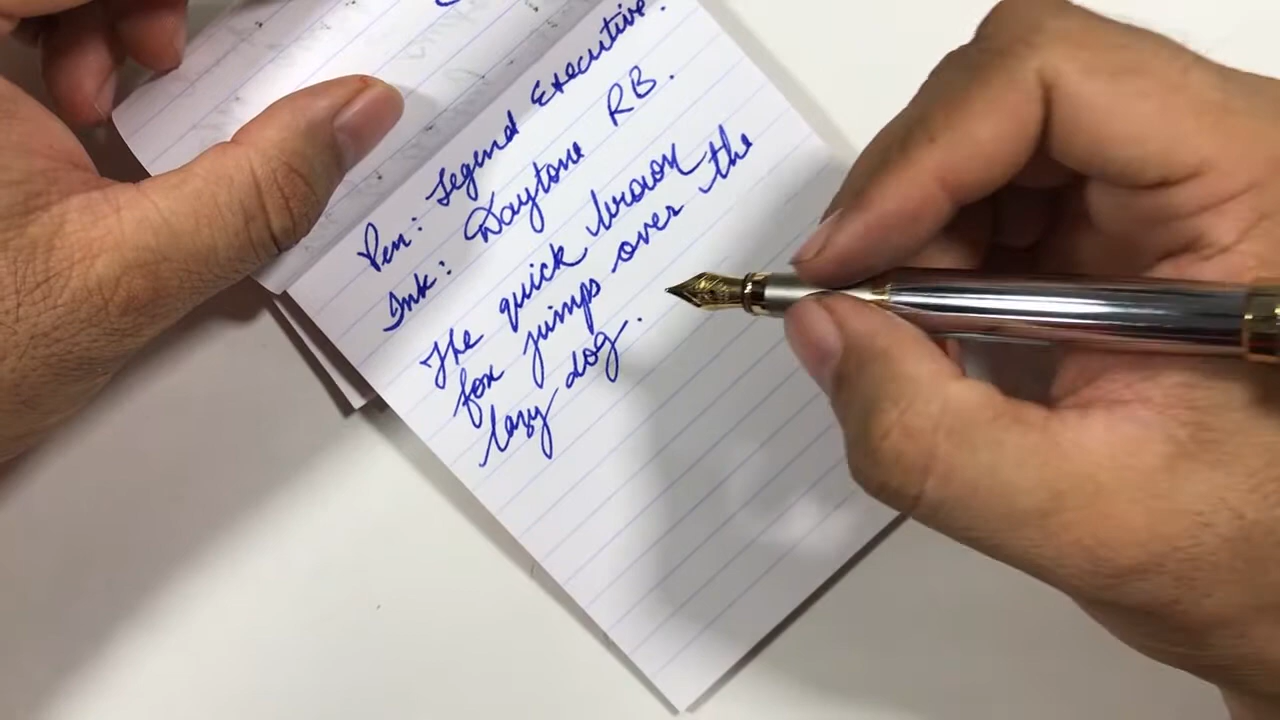 Pen: Legend Executive.
Ink: Daytone RB.
The quick brown
fox jumps over the
lazy dog.